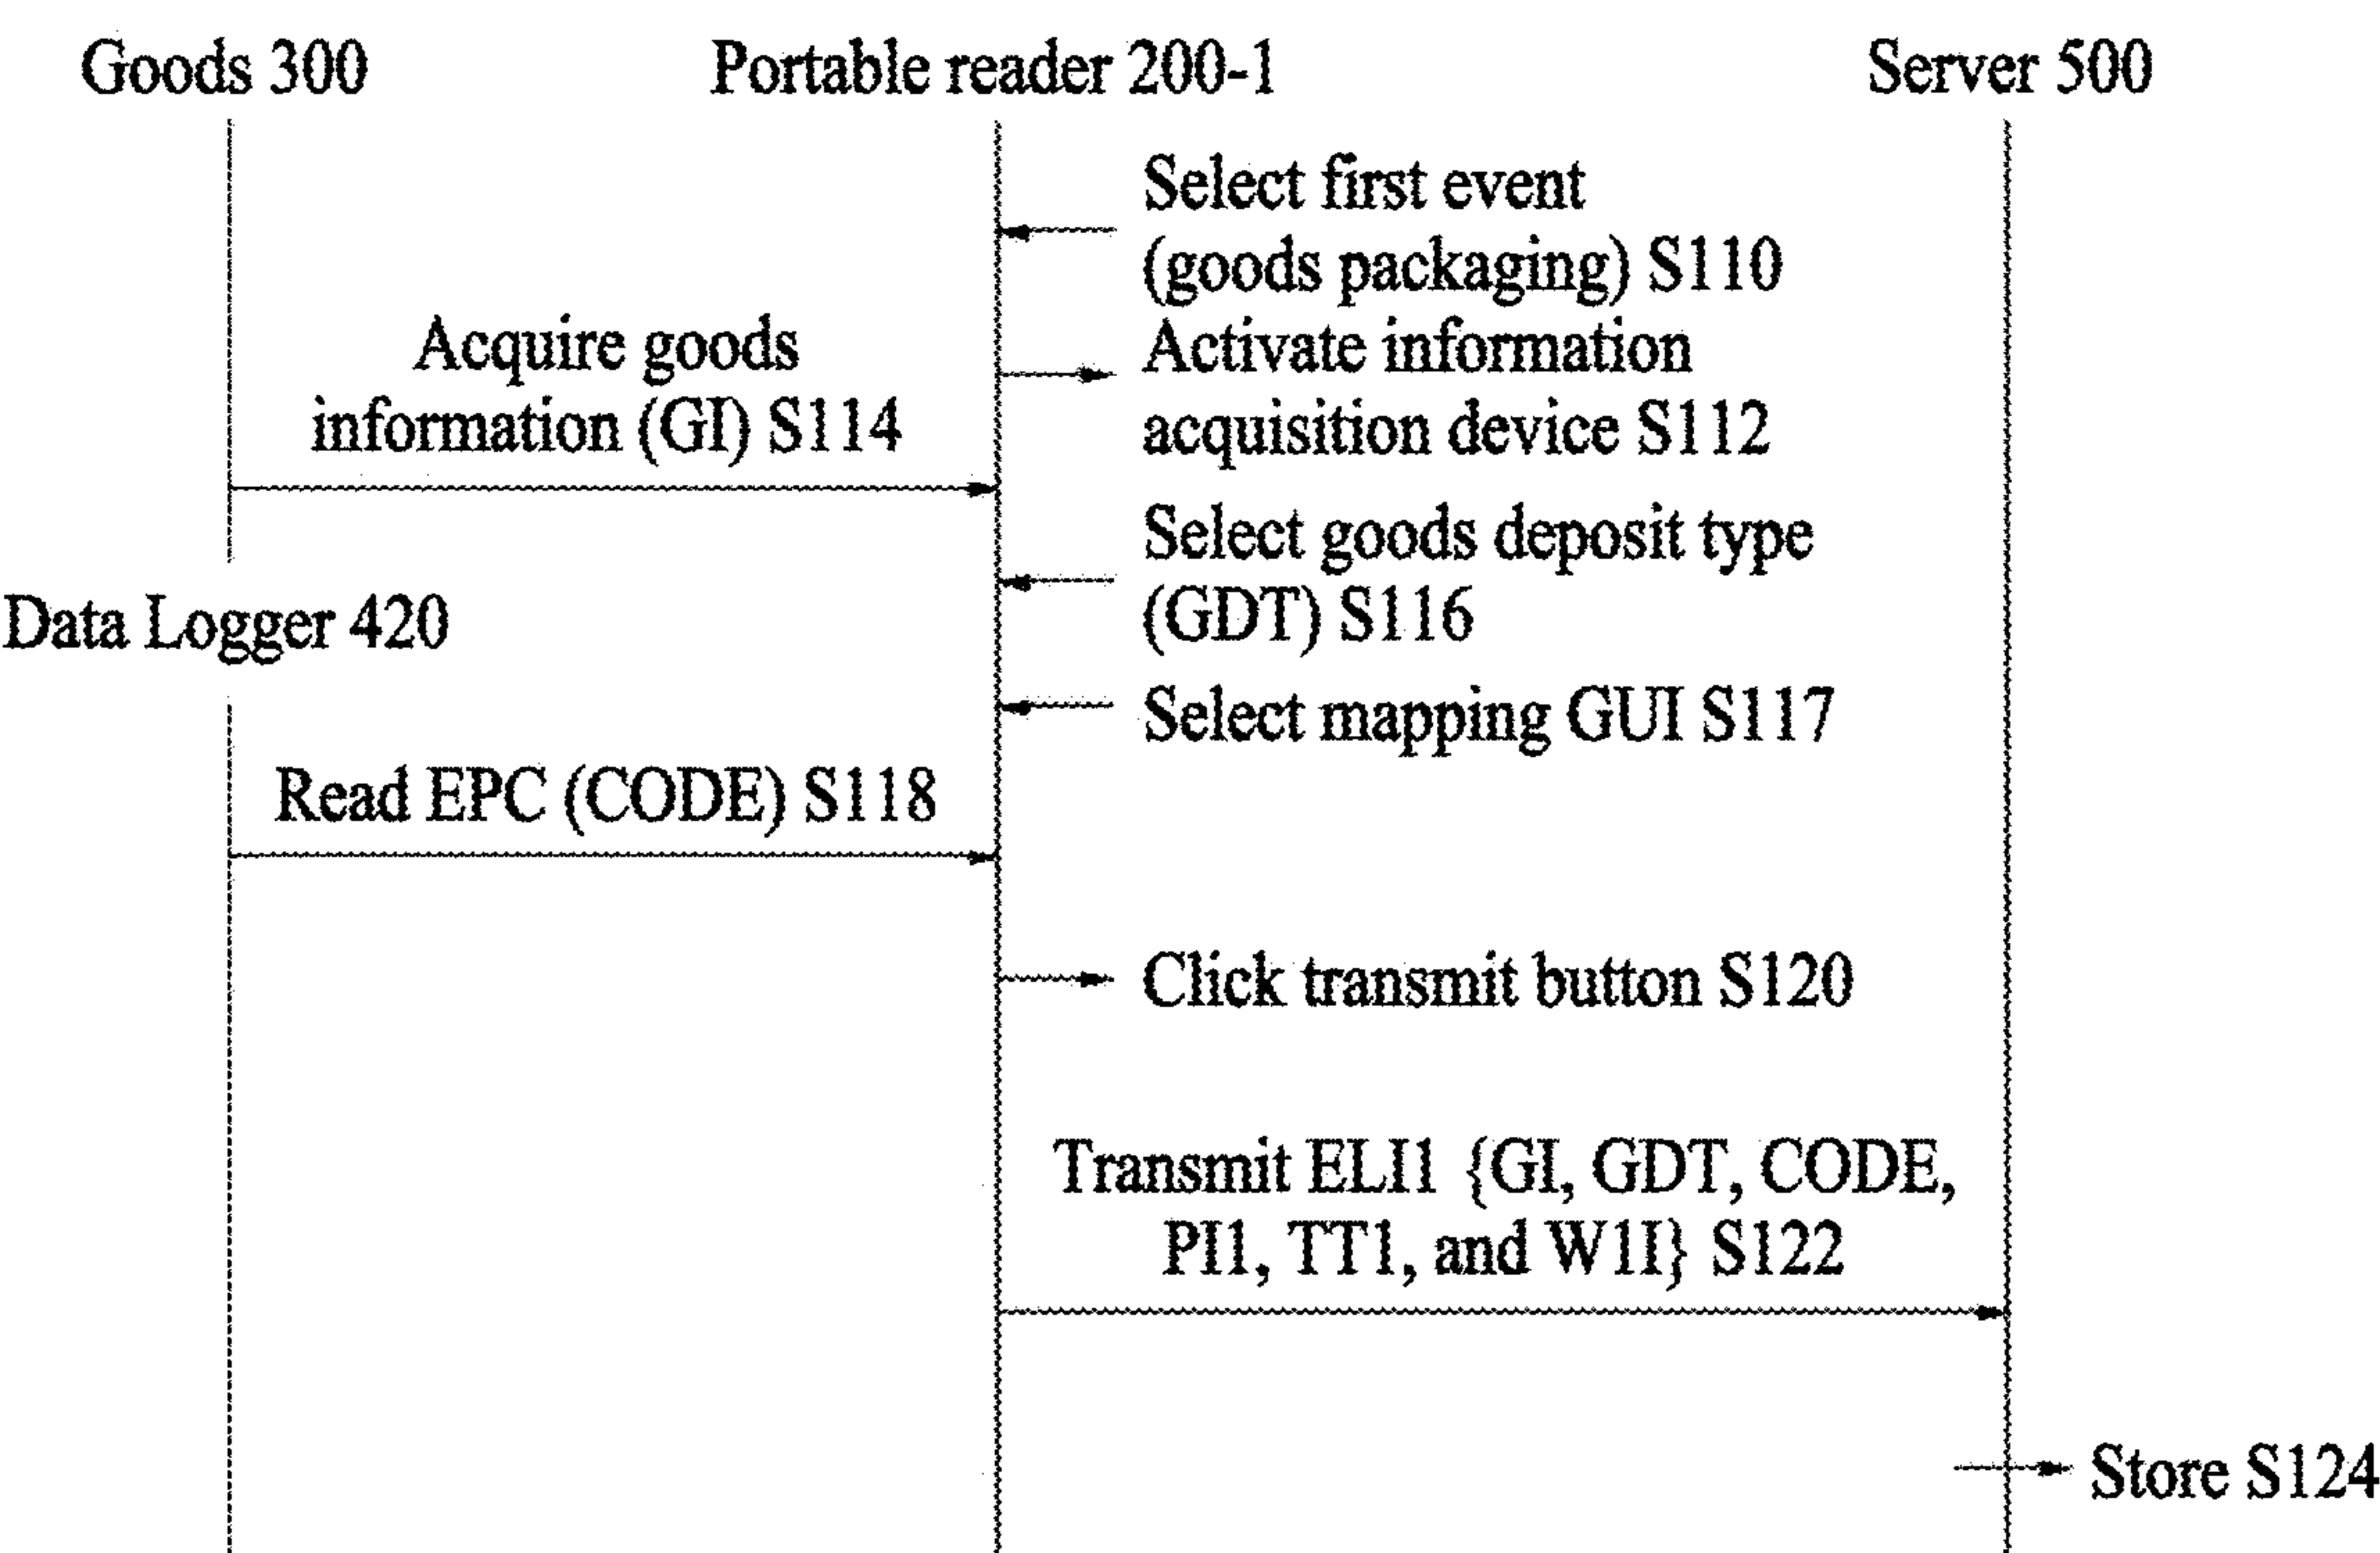 Goods 300
Portable reader 200-1
Server 500
Select first event
(goods packaging) S110
Acquire goods
information (GI) S114
Activate information
acquisition device S112
Select goods deposit type
(GDT) S116
Data Logger 420
Select mapping GUI S117
Read EPC (CODE) S118
Click transmit button S120
Transmit ELI1 {GI, GDT, CODE,
PI1, TT1, and W1I} S122
Store S124